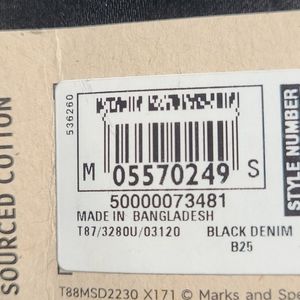 SOURCED COTTON
536260
M 05570249 S
50000073481
MADE IN BANGLADESH
T87/3280U/03120 BLACK DENIM
B25
STYLE NUMBER
T88MSD2230 X171 © Marks and Spe